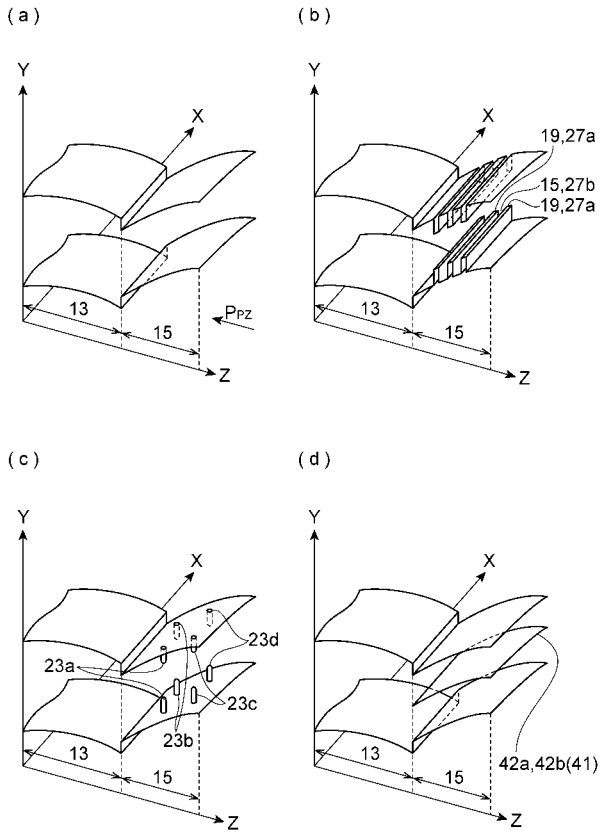 ( a )
Y
X
13
15
PPZ
Z
( b )
Y
X
19,27a
15,27b
19,27a
13
15
Z
( c )
Y
X
23a
23d
23c
23b
13
15
Z
( d )
Y
X
13
15
42a,42b(41)
Z